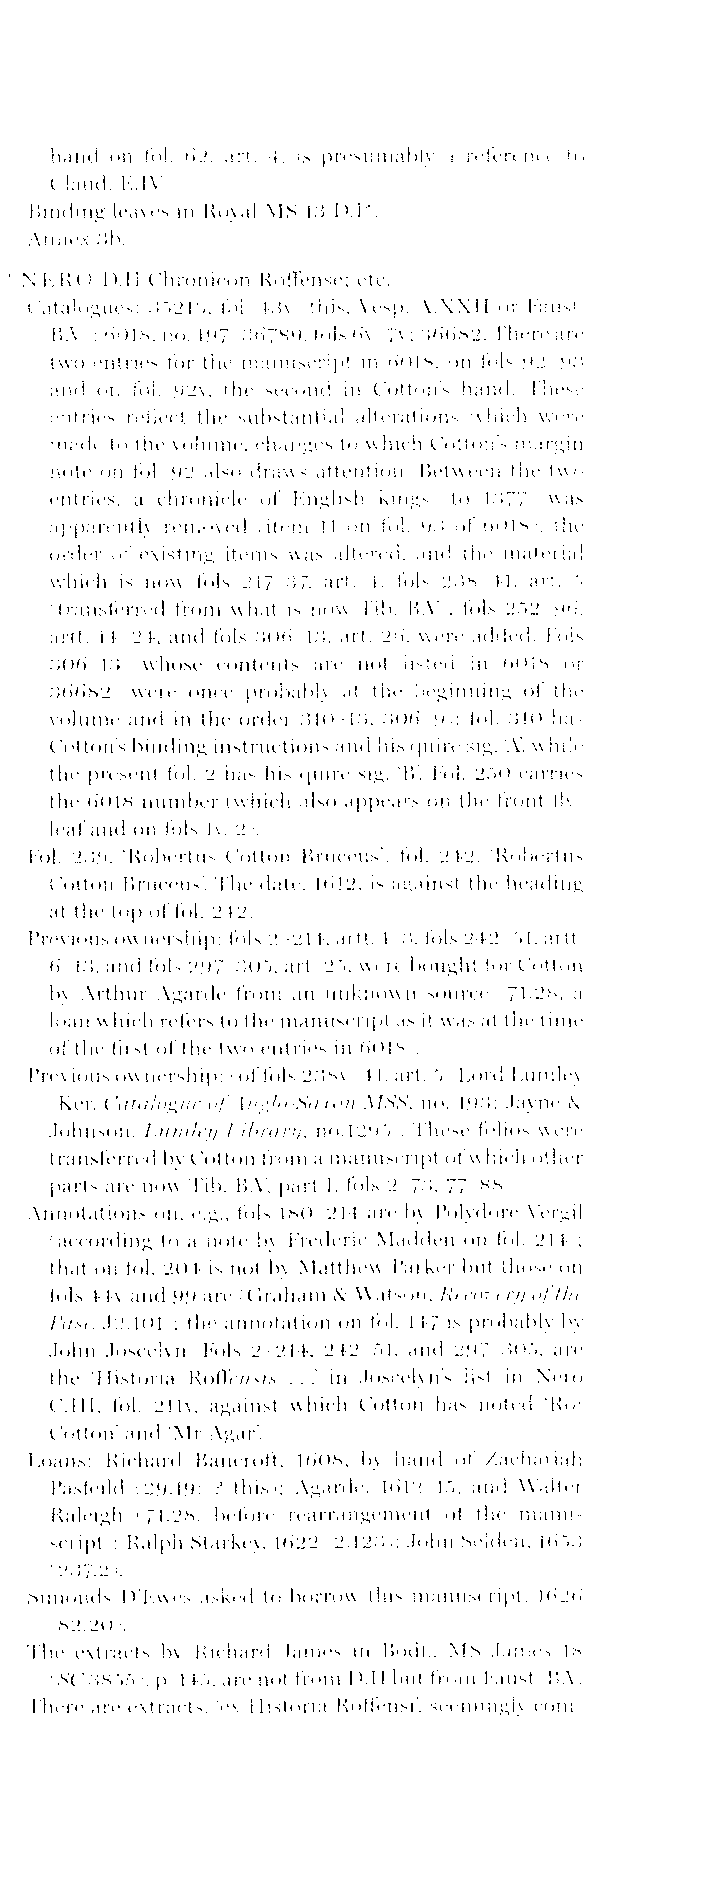 hand on fol. 62, art. 4, is presumably a reference to
Claud. E.IV
Binding leaves in Royal MS 13 D.I*.
Annex 3b.
NERO D.II Chronicon Roffense; etc.
Catalogues: 35213, fol. 43v (this, Vesp. A.XXII or Faust.
B.V); 6018, no. 197; 36789, fols 6v–7v; 36682. There are
two entries for the manuscript in 6018, on fols 92–93
and on fol. 92v, the second in Cotton's hand. These
entries reflect the substantial alterations which were
made to the volume, changes to which Cotton's margin
note on fol. 92 also draws attention. Between the two
entries, a chronicle of English kings to 1377 was
apparently removed (item 11 on fol. 93 of 6018), the
order of existing items was altered, and the material
which is now fols 217–37, art. 4, fols 238–41, art. 5
(transferred from what is now Tib. B.V), fols 252–96,
artt. 14–24, and fols 306–13, art. 26, were added. Fols
306–13 (whose contents are not listed in 6018 or
36682) were once probably at the beginning of the
volume and in the order 310–13, 306–9: fol. 310 has
Cotton's binding instructions and his quire sig. 'A', while
the present fol. 2 has his quire sig. 'B'. Fol. 250 carries
the 6018 number (which also appears on the front fly-
leaf and on fols 1v, 2).
Fol. 239, 'Robertus Cotton Bruceus'; fol. 242, 'Robertus
Cotton Bruceus'. The date, 1612, is against the heading
at the top of fol. 242.
Previous ownership: fols 2–214, artt. 1–3, fols 242–51, artt.
6–13, and fols 297–305, art. 25, were bought for Cotton
by Arthur Agarde from an unknown source (71.28, a
loan which refers to the manuscript as it was at the time
of the first of the two entries in 6018).
Previous ownership: (of fols 238v–41, art. 5) Lord Lumley
(Ker, Catalogue of Anglo-Saxon MSS, no. 193; Jayne &
Johnson, Lumley Library, no.1295). These folios were
transferred by Cotton from a manuscript of which other
parts are now Tib. B.V, part I, fols 2–73, 77–88.
Annotations on, e.g., fols 180–214 are by Polydore Vergil
(according to a note by Frederic Madden on fol. 214);
that on fol. 204 is not by Matthew Parker but those on
fols 44v and 99 are (Graham & Watson, Recovery of the
Past, J2.101); the annotation on fol. 147 is probably by
John Joscelyn. Fols 2–214, 242–51, and 297–305, are
the 'Historia Roffensis . . .' in Joscelyn's list in Nero
C.III, fol. 211v, against which Cotton has noted 'Ro:
Cotton' and 'Mr Agar'.
Loans: Richard Bancroft, 1608, by hand of Zachariah
Pasfeild (29.19: ? this); Agarde, 1612–15, and Walter
Raleigh (71.28, before rearrangement of the manu-
script); Ralph Starkey, 1622 (2.123); John Selden, 1653
(237.2).
Simonds D'Ewes asked to borrow this manuscript, 1626
(82.20).
The extracts by Richard James in Bodl., MS James 18
(SC 3855), p. 145, are not from D.II but from Faust. B.V.
There are extracts, 'ex Historia Roffensi', seemingly com-